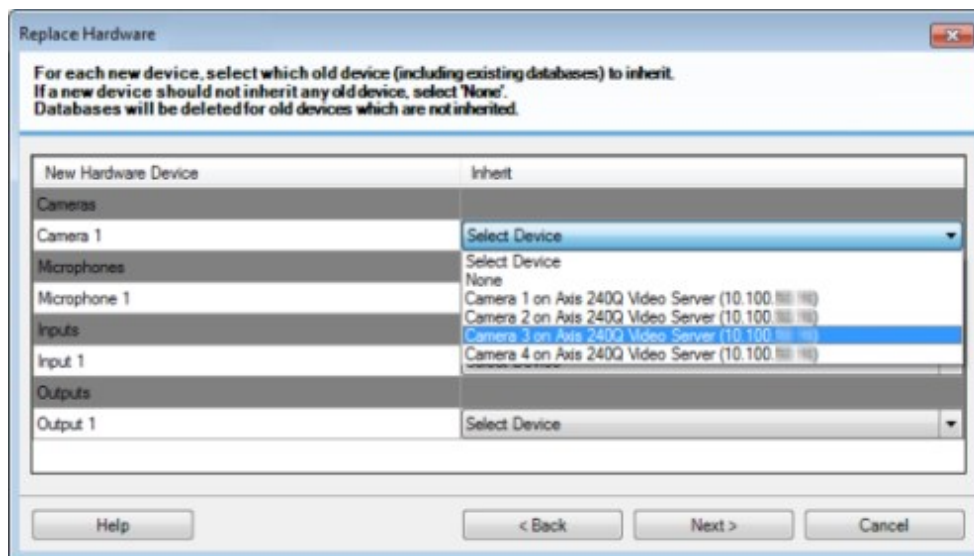 Replace Hardware
For each new device, select which old device (including existing databases) to inherit.
If a new device should not inherit any old device, select 'None'.
Databases will be deleted for old devices which are not inherited.
New Hardware Device Inherit
Cameras
Camera 1 Select Device
Microphones Select Device
None
Microphone 1 Camera 1 on Axis 240Q Video Server (10.100.
Camera 2 on Axis 240Q Video Server (10.100.
Inputs Camera 3 on Axis 240Q Video Server (10.100.
Input 1 Camera 4 on Axis 240Q Video Server (10.100.
Outputs
Output 1 Select Device
Help < Back Next > Cancel